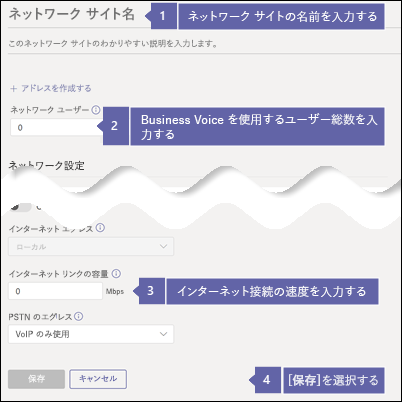 ネットワーク サイト名
1 ネットワーク サイトの名前を入力する
このネットワーク サイトのわかりやすい説明を入力します。
+ アドレスを作成する
ネットワーク ユーザー
0
2 Business Voice を使用するユーザー総数を入
力する
ネットワーク設定
インターネット エグレス
ローカル
インターネット リンクの容量
0 Mbps
3 インターネット接続の速度を入力する
PSTN のエグレス
VoIP のみ使用
保存 キャンセル
4 [保存]を選択する